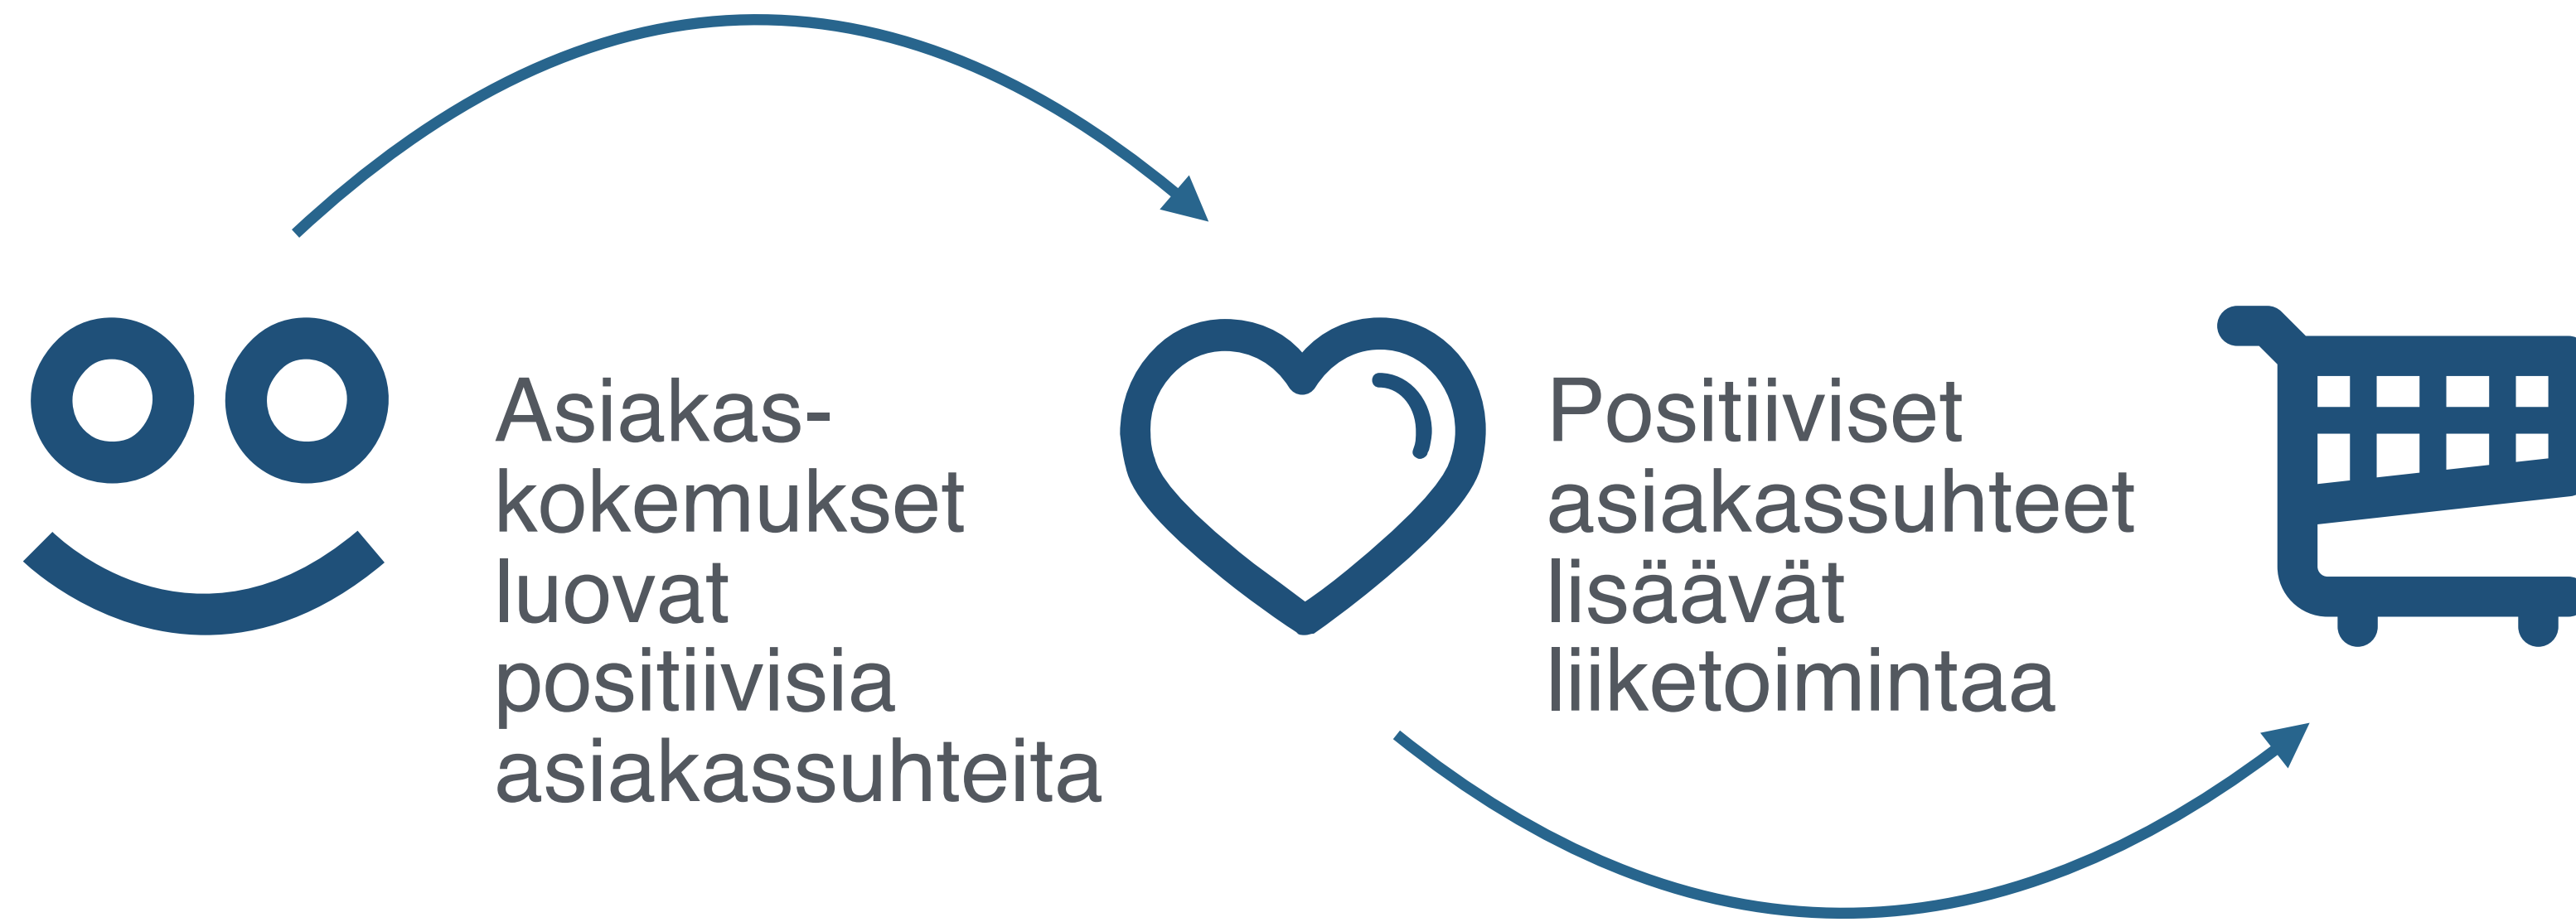 Asiakas-
kokemukset
luovat
positiivisia
asiakassuhteita
Positiiviset
asiakassuhteet
lisäävät
liiketoimintaa